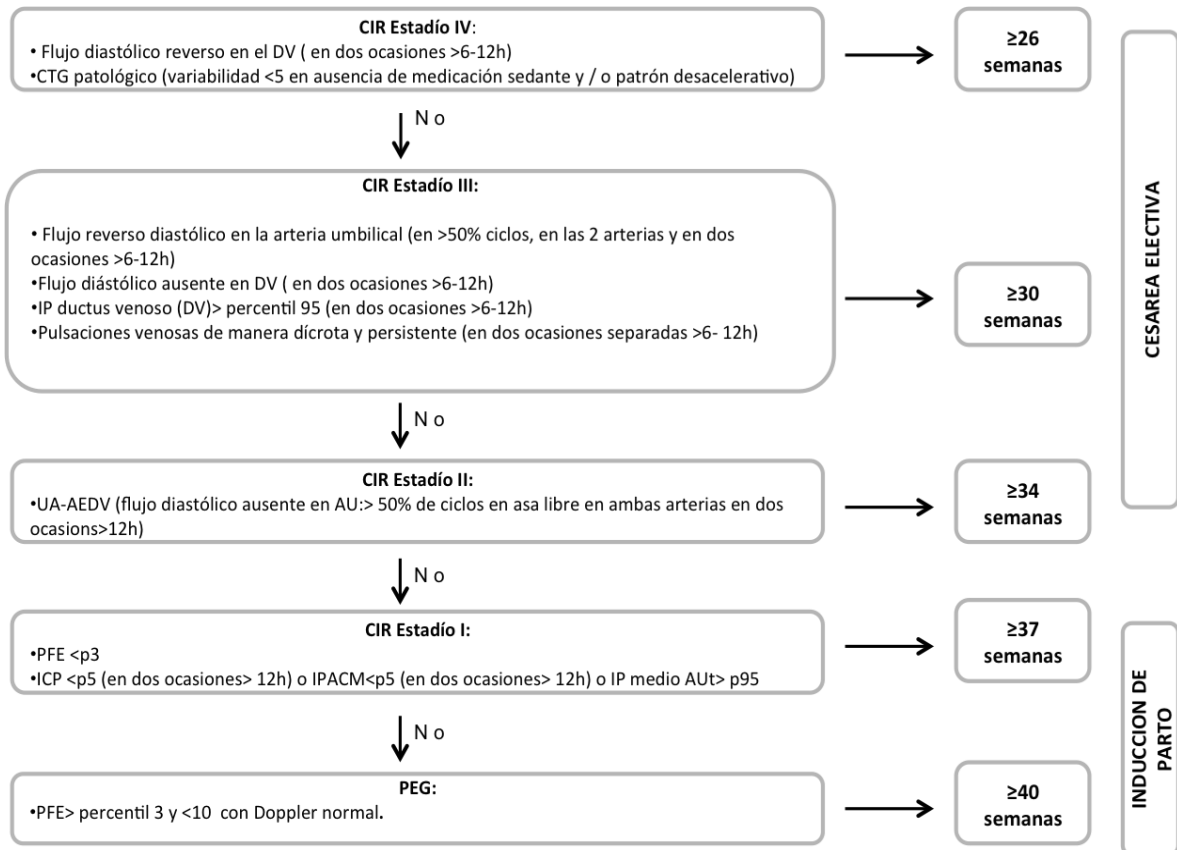 CIR Estadío IV:
• Flujo diastólico reverso en el DV ( en dos ocasiones >6-12h)
• CTG patológico (variabilidad <5 en ausencia de medicación sedante y / o patrón desacelerativo)
≥26
semanas
N o
CIR Estadío III:
• Flujo reverso diastólico en la arteria umbilical (en >50% ciclos, en las 2 arterias y en dos
ocasiones >6-12h)
•Flujo diástólico ausente en DV ( en dos ocasiones >6-12h)
•IP ductus venoso (DV)> percentil 95 (en dos ocasiones >6-12h)
•Pulsaciones venosas de manera dícrota y persistente (en dos ocasiones separadas >6- 12h)
≥30
semanas
CESAREA ELECTIVA
N o
CIR Estadío II:
•UA-AEDV (flujo diastólico ausente en AU:> 50% de ciclos en asa libre en ambas arterias en dos
ocasions>12h)
≥34
semanas
N o
CIR Estadío I:
•PFE <p3
•ICP <p5 (en dos ocasiones> 12h) o IPACM<p5 (en dos ocasiones> 12h) o IP medio AUt> p95
≥37
semanas
N o
PEG:
•PFE> percentil 3 y <10  con Doppler normal.
≥40
semanas
INDUCCION DE
PARTO